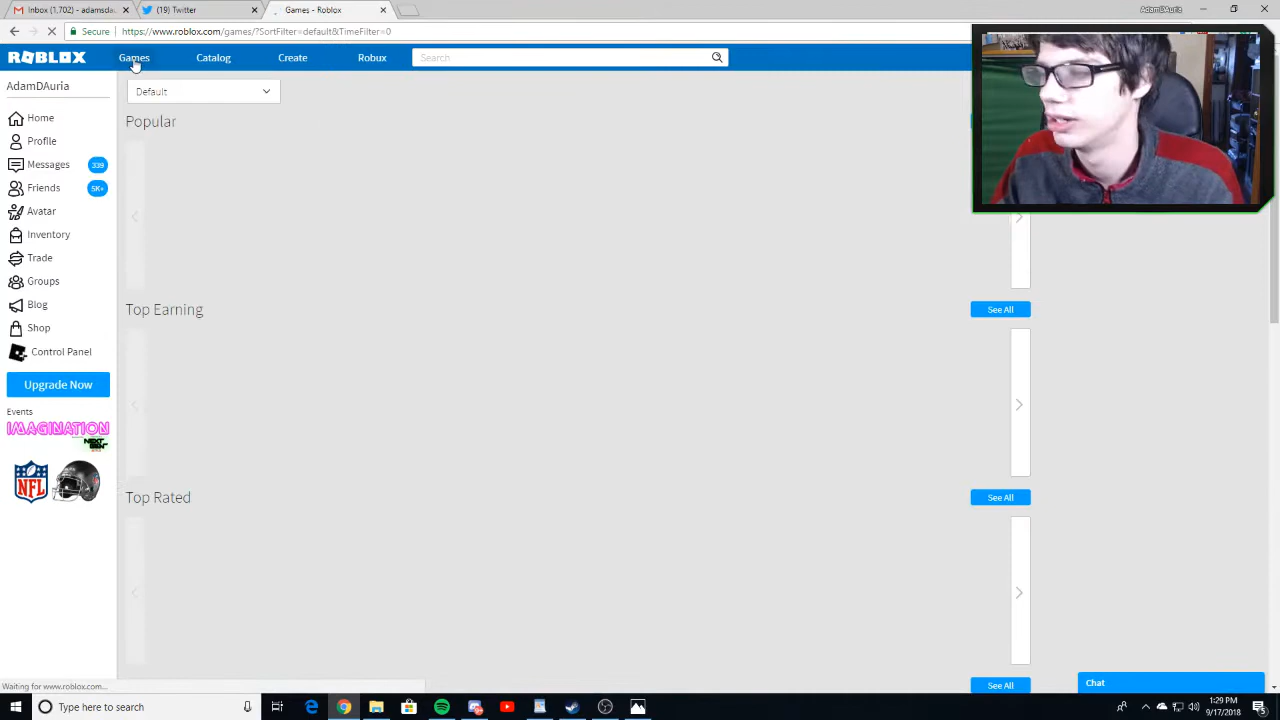 Inbox (1,702) - adamsda
(19) Twitter
Games - Roblox
AdamDAuria
Secure
https://www.roblox.com/games/?SortFilter=default&TimeFilter=0
ROBLOX
Games
Catalog
Create
Robux
Search
AdamDAuria
Default
Popular
Home
Profile
Messages
339
Friends
5K+
Avatar
Inventory
Trade
Groups
Blog
Shop
Control Panel
Upgrade Now
Events
IMAGINATION
NFL
Top Earning
See All
Top Rated
See All
See All
Chat
Waiting for www.roblox.com...
Type here to search
1:29 PM
9/17/2018